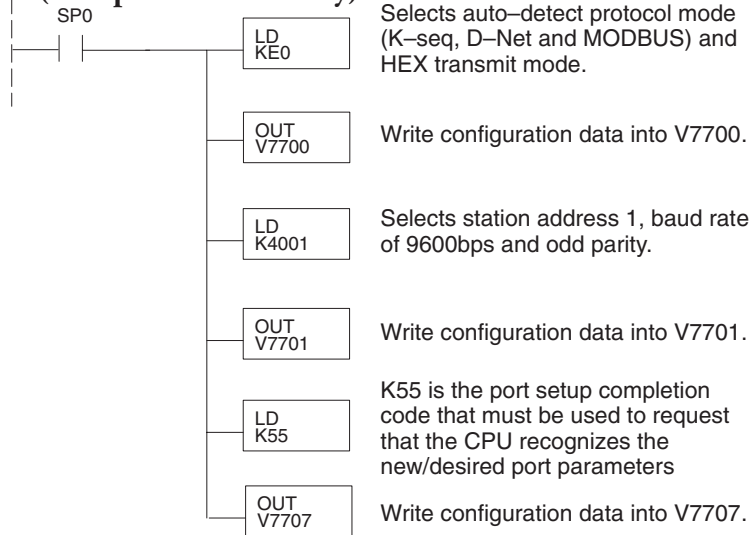 SP0
LD
KE0
Selects auto–detect protocol mode
(K–seq, D–Net and MODBUS) and
HEX transmit mode.
OUT
V7700
Write configuration data into V7700.
LD
K4001
Selects station address 1, baud rate
of 9600bps and odd parity.
OUT
V7701
Write configuration data into V7701.
LD
K55
K55 is the port setup completion
code that must be used to request
that the CPU recognizes the
new/desired port parameters
OUT
V7707
Write configuration data into V7707.